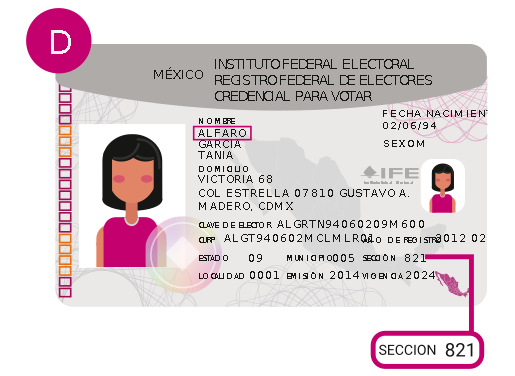 D
MÉXICO
INSTITUTO FEDERAL ELECTORAL
REGISTRO FEDERAL DE ELECTORES
CREDENCIAL PARA VOTAR
NOMBRE
ALFARO
GARCIA
TANIA
FECHA NACIMIENT
02/06/94
SEXO M
DOMICILIO
VICTORIA 68
COL ESTRELLA 07810 GUSTAVO A.
MADERO, CDMX
IFE
CLAVE DE ELECTOR ALGRTN94060209M600
CURP ALGT940602MCLMLR01 AÑO DE REGISTRO 2012 02
ESTADO 09 MUNICIPIO 005 SECCIÓN 821
LOCALIDAD 0001 EMISIÓN 2014 VIGENCIA 2024
SECCION 821